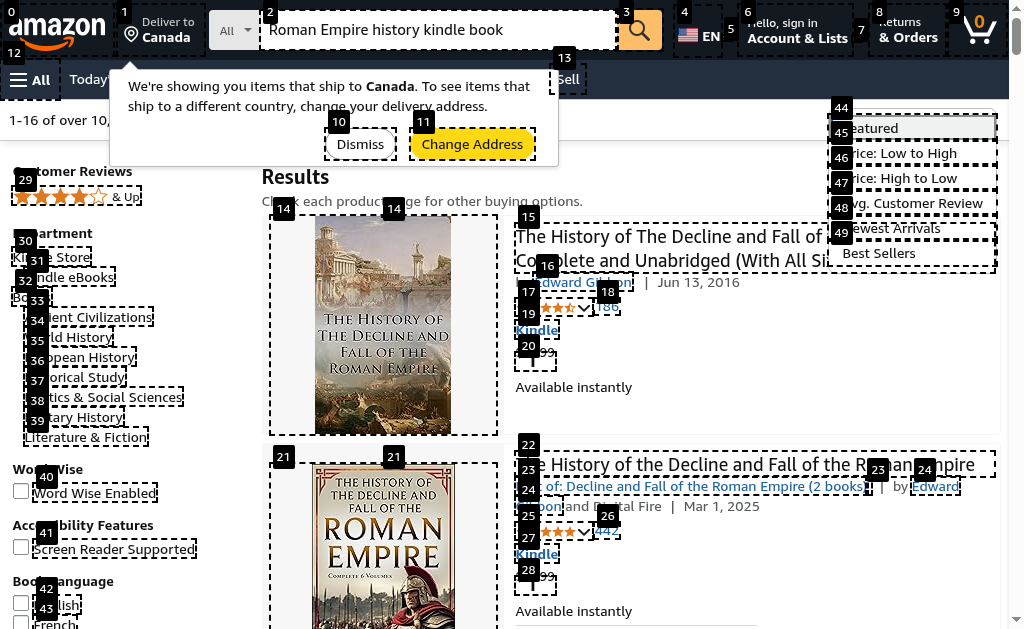 0
1
2
3
4
5
6
7
8
9
amazon
Deliver to
Canada
All
Roman Empire history kindle book
EN
Hello, sign in
Account & Lists
Returns
& Orders
0
12
13
All
Today'
Sell
We're showing you items that ship to Canada. To see items that
ship to a different country, change your delivery address.
10
11
Dismiss
Change Address
1-16 of over 10,
44
45
46
47
48
49
Featured
Price: Low to High
Price: High to Low
Avg. Customer Review
Newest Arrivals
Best Sellers
Customer Reviews
29
& Up
Department
30
31
32
33
34
35
36
37
38
39
Kindle Store
Kindle eBooks
Ancient Civilizations
World History
European History
Historical Study
Politics & Social Sciences
Military History
Literature & Fiction
Word Wise
40
Word Wise Enabled
Accessibility Features
41
Screen Reader Supported
Book Language
42
43
English
French
Results
Check each product page for other buying options.
14
14
THE HISTORY OF
THE DECLINE AND
FALL OF THE
ROMAN EMPIRE
15
The History of The Decline and Fall of
Complete and Unabridged (With All Si
16
Edward Gibbon | Jun 13, 2016
17
18
186
19
Kindle
20
99
Available instantly
21
21
THE HISTORY OF
THE DECLINE AND
FALL OF THE
ROMAN
EMPIRE
COMPLETE 6 VOLUMES
22
The History of the Decline and Fall of the Roman Empire
23
23
24
of: Decline and Fall of the Roman Empire (2 books) | by Edward
24
Gibbon and Digital Fire | Mar 1, 2025
25
26
442
27
Kindle
28
99
Available instantly